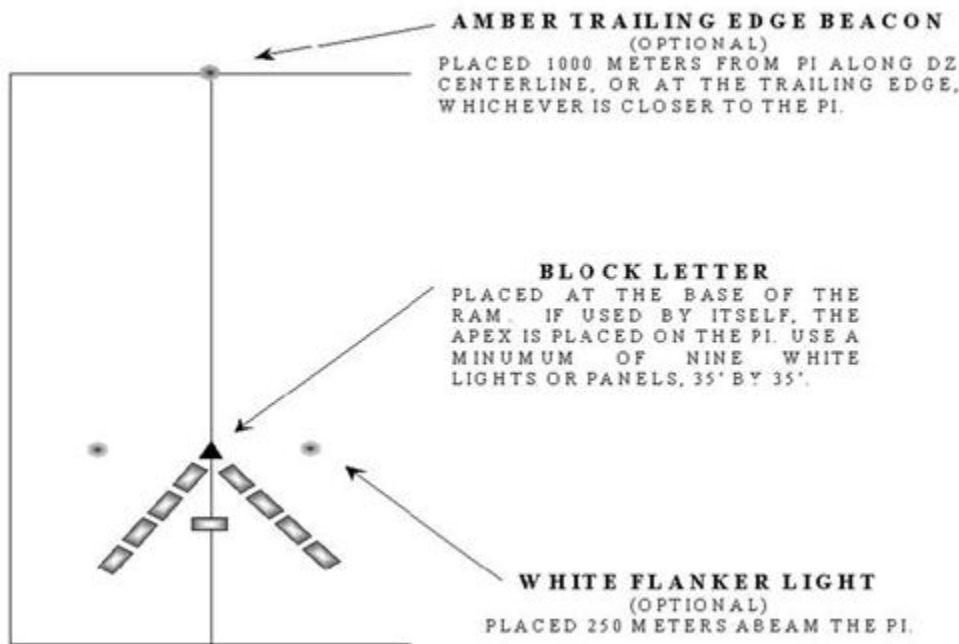 AMBER TRAILING EDGE BEACON
(OPTIONAL)
PLACED 1000 METERS FROM PI ALONG DZ
CENTERLINE, OR AT THE TRAILING EDGE,
WHICHEVER IS CLOSER TO THE PI.
BLOCK LETTER
PLACED AT THE BASE OF THE
RAM. IF USED BY ITSELF, THE
APEX IS PLACED ON THE PI. USE A
MINUMUM OF NINE WHITE
LIGHTS OR PANELS, 35' BY 35'.
WHITE FLANKER LIGHT
(OPTIONAL)
PLACED 250 METERS ABEAM THE PI.